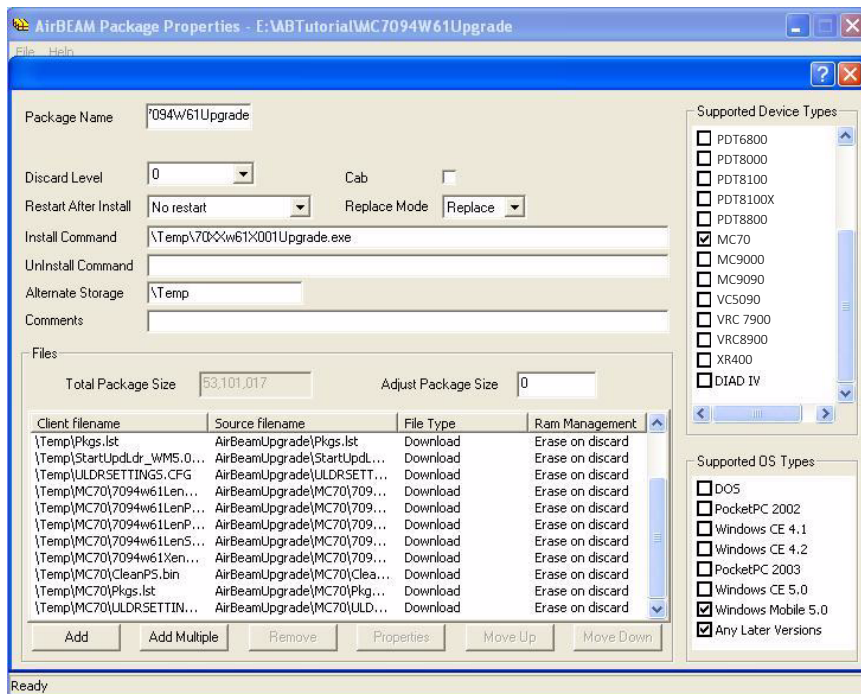 AirBEAM Package Properties - E:\ABTutorial\MC7094W61Upgrade
File Help
Package Name
7094W61Upgrade
Discard Level
0
Cab
Restart After Install
No restart
Replace Mode
Replace
Install Command
\Temp\70XXw61X001Upgrade.exe
UnInstall Command
Alternate Storage
\Temp
Comments
Files
Total Package Size
53,101,017
Adjust Package Size
0
Client filename Source filename File Type Ram Management
\Temp\Pkgs.lst AirBeamUpgrade\Pkgs.lst Download Erase on discard
\Temp\StartUpdLdr_WM5.0... AirBeamUpgrade\StartUpdL... Download Erase on discard
\Temp\ULDRSETTINGS.CFG AirBeamUpgrade\ULDRSETT... Download Erase on discard
\Temp\MC70\7094w61Len... AirBeamUpgrade\MC70\709... Download Erase on discard
\Temp\MC70\7094w61LenP... AirBeamUpgrade\MC70\709... Download Erase on discard
\Temp\MC70\7094w61LenP... AirBeamUpgrade\MC70\709... Download Erase on discard
\Temp\MC70\7094w61LenS... AirBeamUpgrade\MC70\709... Download Erase on discard
\Temp\MC70\7094w61Xen... AirBeamUpgrade\MC70\709... Download Erase on discard
\Temp\MC70\CleanPS.bin AirBeamUpgrade\MC70\Clea... Download Erase on discard
\Temp\MC70\Pkgs.lst AirBeamUpgrade\MC70\Pkg... Download Erase on discard
\Temp\MC70\ULDRSETTIN... AirBeamUpgrade\MC70\ULD... Download Erase on discard
Add Add Multiple Remove Properties Move Up Move Down
Supported Device Types
PDT6800
PDT8000
PDT8100
PDT8100X
PDT8800
MC70
MC9000
MC9090
VC5090
VRC 7900
VRC8900
XR400
DIAD IV
Supported OS Types
DOS
PocketPC 2002
Windows CE 4.1
Windows CE 4.2
PocketPC 2003
Windows CE 5.0
Windows Mobile 5.0
Any Later Versions
Ready